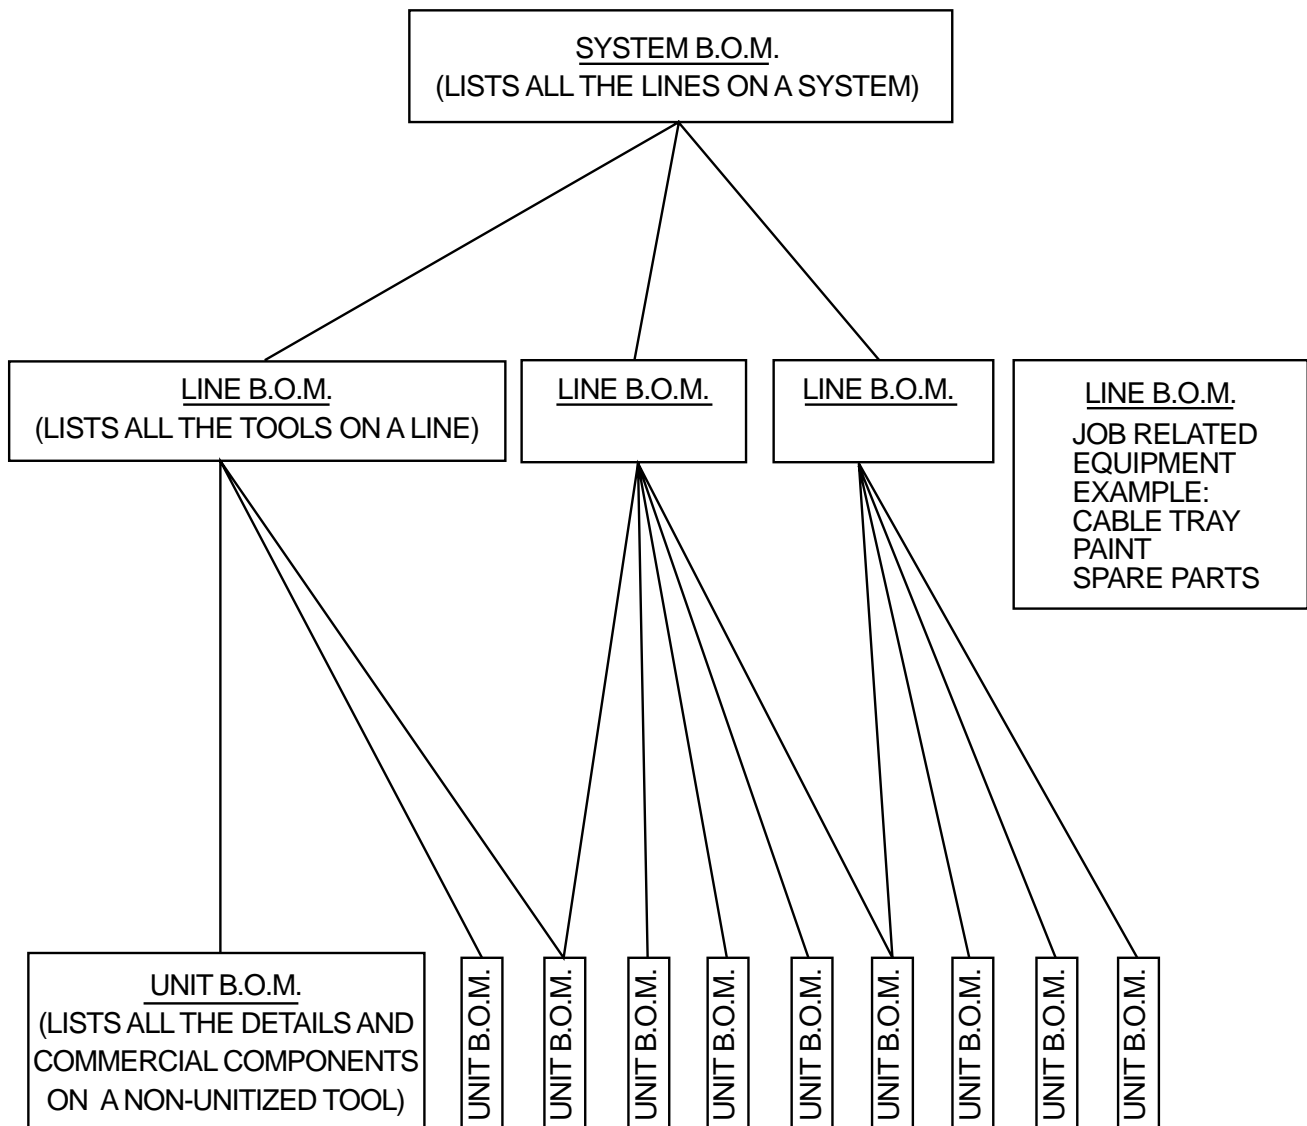 SYSTEM B.O.M.
(LISTS ALL THE LINES ON A SYSTEM)
LINE B.O.M.
(LISTS ALL THE TOOLS ON A LINE)
LINE B.O.M.
LINE B.O.M.
LINE B.O.M.
JOB RELATED
EQUIPMENT
EXAMPLE:
CABLE TRAY
PAINT
SPARE PARTS
UNIT B.O.M.
(LISTS ALL THE DETAILS AND
COMMERCIAL COMPONENTS
ON A NON-UNITIZED TOOL)
UNIT B.O.M.
UNIT B.O.M.
UNIT B.O.M.
UNIT B.O.M.
UNIT B.O.M.
UNIT B.O.M.
UNIT B.O.M.
UNIT B.O.M.
UNIT B.O.M.